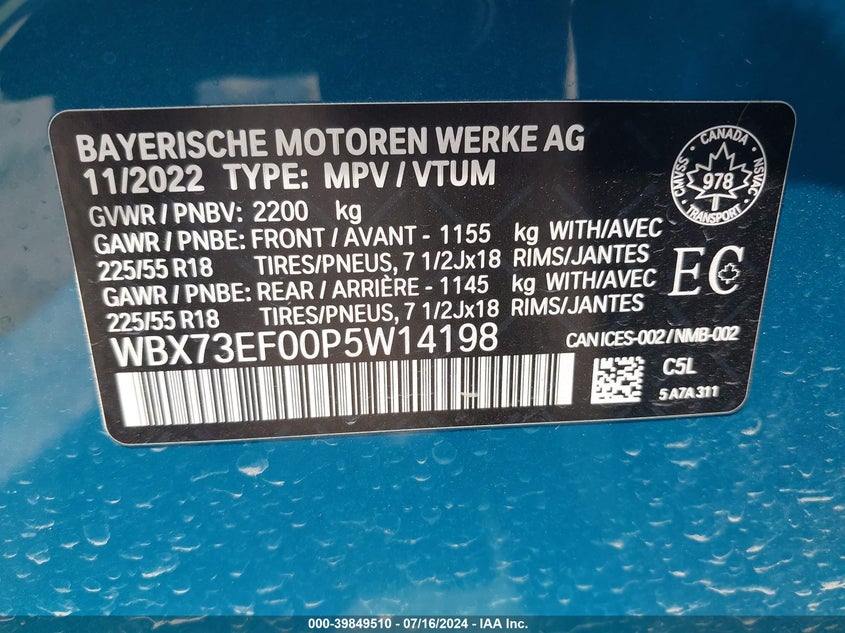 BAYERISCHE MOTOREN WERKE AG
11/2022 TYPE: MPV / VTUM
GVWR / PNBV: 2200 kg
GAWR / PNBE: FRONT / AVANT - 1155 kg WITH/AVEC
225/55 R18 TIRES/PNEUS, 7 1/2Jx18 RIMS/JANTES
GAWR / PNBE: REAR / ARRIÈRE - 1145 kg WITH/AVEC
225/55 R18 TIRES/PNEUS, 7 1/2Jx18 RIMS/JANTES
WBX73EF00P5W14198
CANADA
CMVSS 978 NSVAC
TRANSPORT
EC
CAN ICES-002 / NMB-002
C5L
5 A7A 311
000-39849510 - 07/16/2024 - IAA Inc.